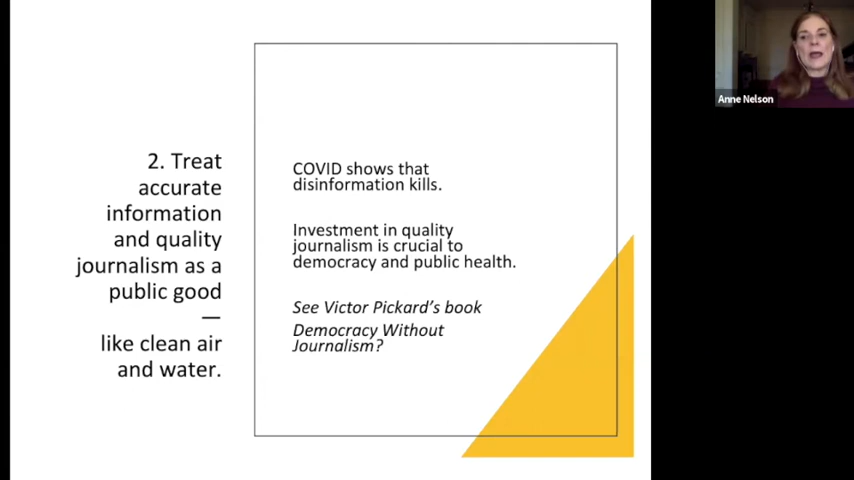 2. Treat
accurate
information
and quality
journalism as a
public good
—
like clean air
and water.
COVID shows that
disinformation kills.
Investment in quality
journalism is crucial to
democracy and public health.
See Victor Pickard's book
Democracy Without
Journalism?
Anne Nelson